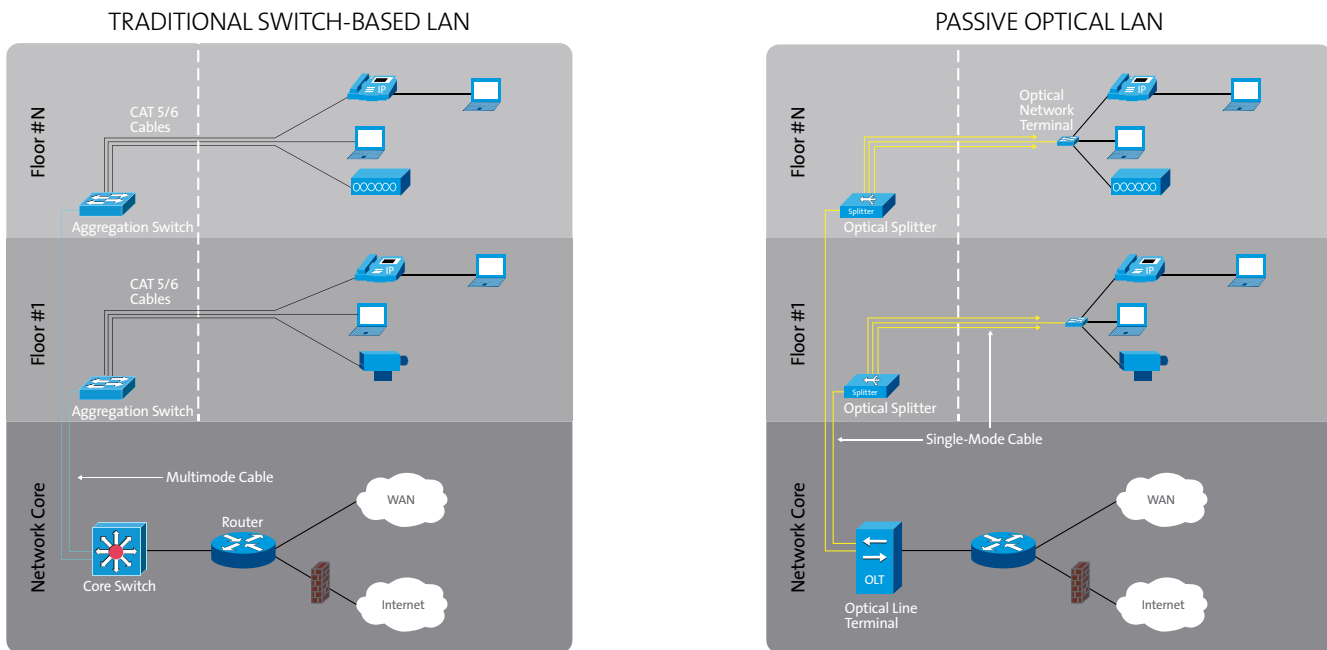 TRADITIONAL SWITCH-BASED LAN
Floor #N
CAT 5/6
Cables
IP
Aggregation Switch
Floor #1
CAT 5/6
Cables
IP
Aggregation Switch
Network Core
Multimode Cable
Core Switch
Router
WAN
Internet
PASSIVE OPTICAL LAN
Floor #N
Optical
Network
Terminal
IP
Splitter
Optical Splitter
Floor #1
IP
Splitter
Optical Splitter
Single-Mode Cable
Network Core
OLT
Optical Line
Terminal
WAN
Internet